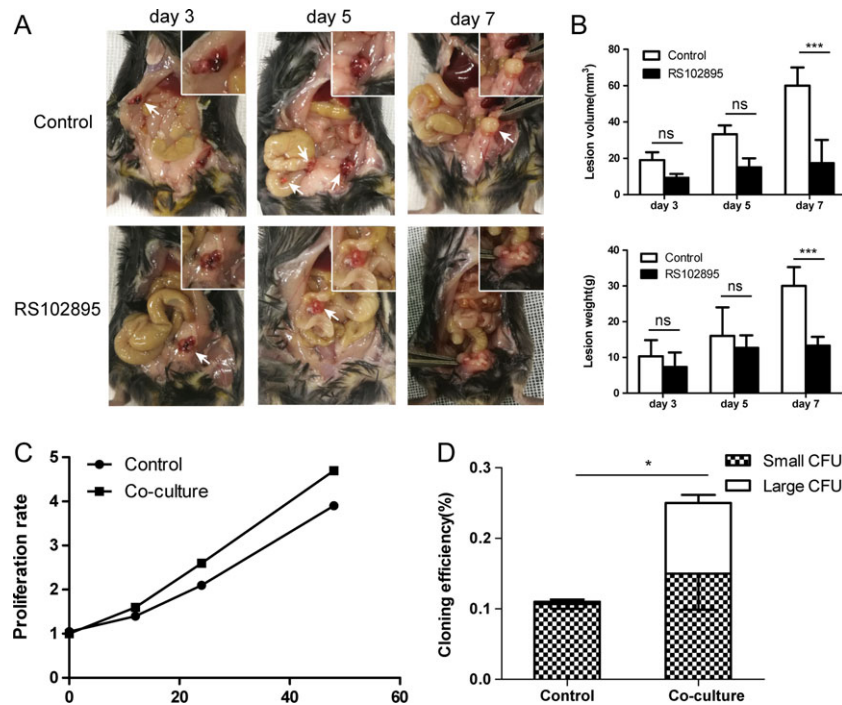 A
day 3
day 5
day 7
Control
RS102895
B
Lesion volume(mm³)
80
60
40
20
0
Control
RS102895
ns
ns
***
day 3
day 5
day 7
Lesion weight(g)
40
30
20
10
0
Control
RS102895
ns
ns
***
day 3
day 5
day 7
C
Proliferation rate
5
4
3
2
1
0
Control
Co-culture
0
20
40
60
D
Cloning efficiency(%)
0.3
0.2
0.1
0.0
*
Small CFU
Large CFU
Control
Co-culture